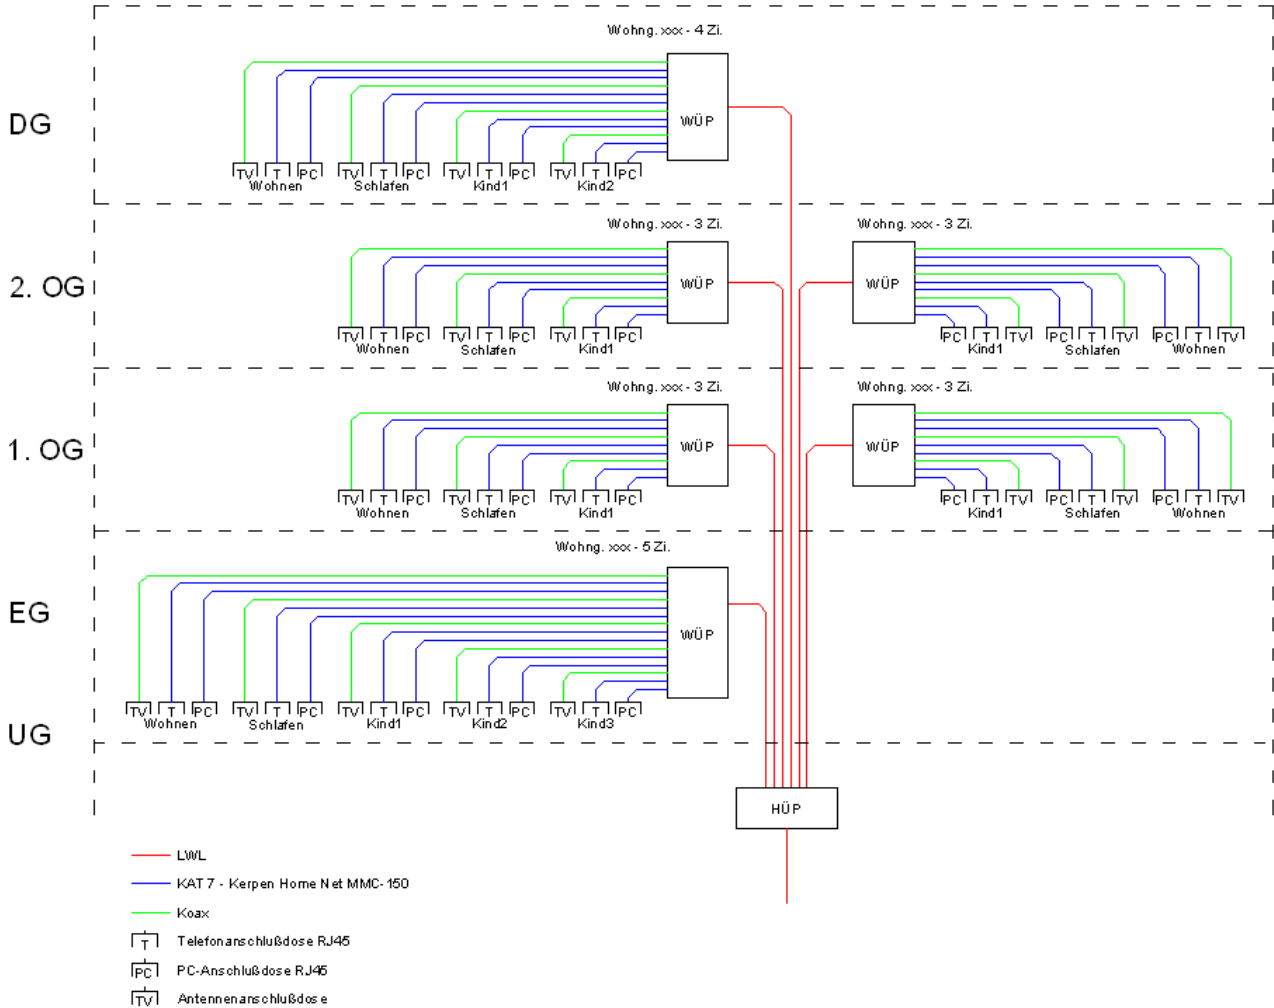 Wohng. xxx - 4 Zi.
DG
WÜP
TV T PC TV T PC TV T PC TV T PC
Wohnen Schlafen Kind1 Kind2
Wohng. xxx - 3 Zi. Wohng. xxx - 3 Zi.
2. OG
WÜP WÜP
TV T PC TV T PC TV T PC PC T TV PC T TV PC T TV
Wohnen Schlafen Kind1 Kind1 Schlafen Wohnen
Wohng. xxx - 3 Zi. Wohng. xxx - 3 Zi.
1. OG
WÜP WÜP
TV T PC TV T PC TV T PC PC T TV PC T TV PC T TV
Wohnen Schlafen Kind1 Kind1 Schlafen Wohnen
Wohng. xxx - 5 Zi.
EG
WÜP
TV T PC TV T PC TV T PC TV T PC TV T PC
Wohnen Schlafen Kind1 Kind2 Kind3
UG
HÜP
LWL
KAT 7 - Kerpen Home Net MMC-150
Koax
T Telefonanschlußdose RJ45
PC PC-Anschlußdose RJ45
TV Antennenanschlußdose